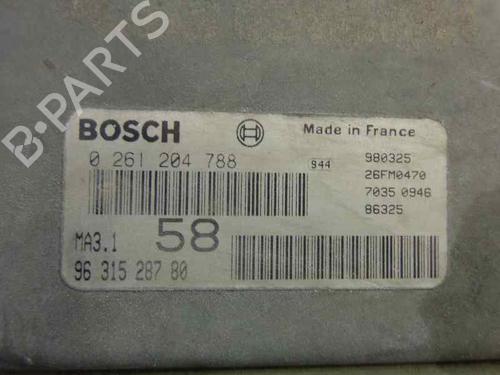 B-PARTS
BOSCH
Made in France
0 261 204 788
944
980325
26FM0470
7035 0946
86325
MA3.1
58
96 315 287 80